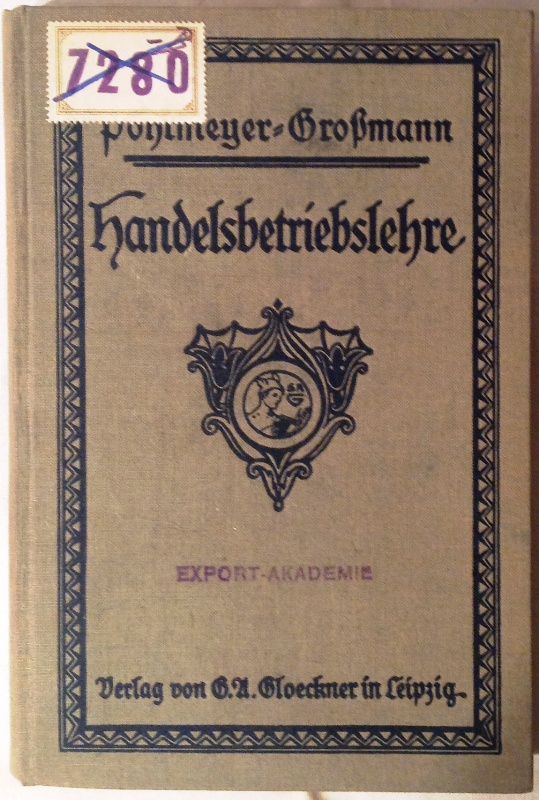 7280
Pohlmeyer=Großmann
Handelsbetriebslehre
EXPORT-AKADEMIE
Verlag von G.A. Gloeckner in Leipzig